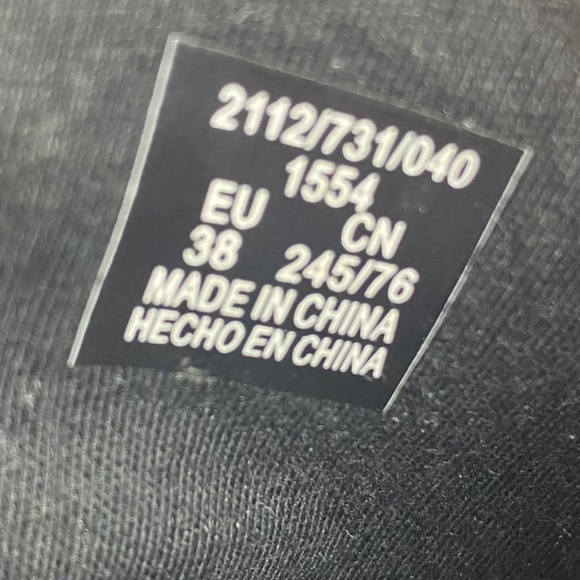 2112/731/040
1554
EU CN
38 245/76
MADE IN CHINA
HECHO EN CHINA